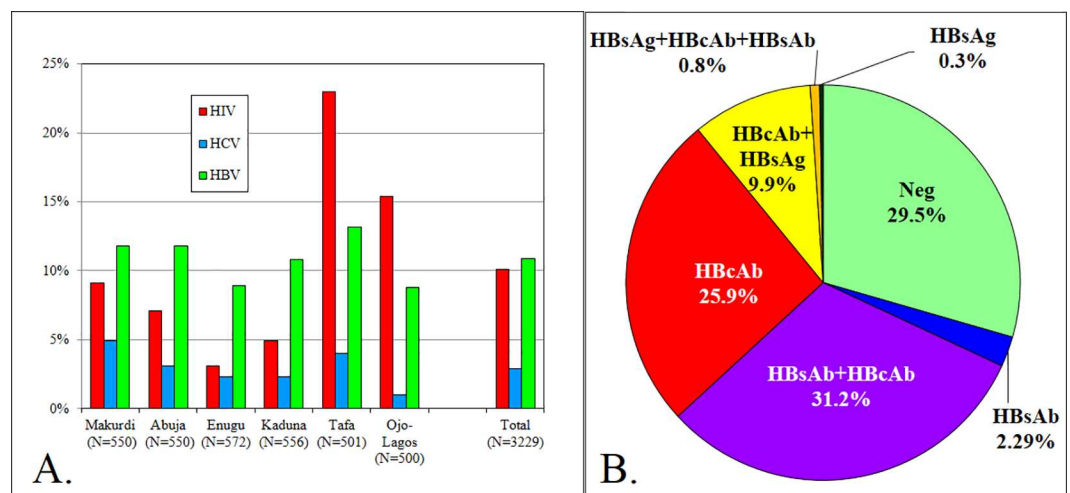 25%
20%
15%
10%
5%
0%
HIV
HCV
HBV
Makurdi
(N=550)
Abuja
(N=550)
Enugu
(N=572)
Kaduna
(N=556)
Tafa
(N=501)
Ojo-
Lagos
(N=500)
Total
(N=3229)
A.
HBsAg+HBcAb+HBsAb
0.8%
HBsAg
0.3%
HBcAb+
HBsAg
9.9%
Neg
29.5%
HBcAb
25.9%
HBsAb+HBcAb
31.2%
HBsAb
2.29%
B.